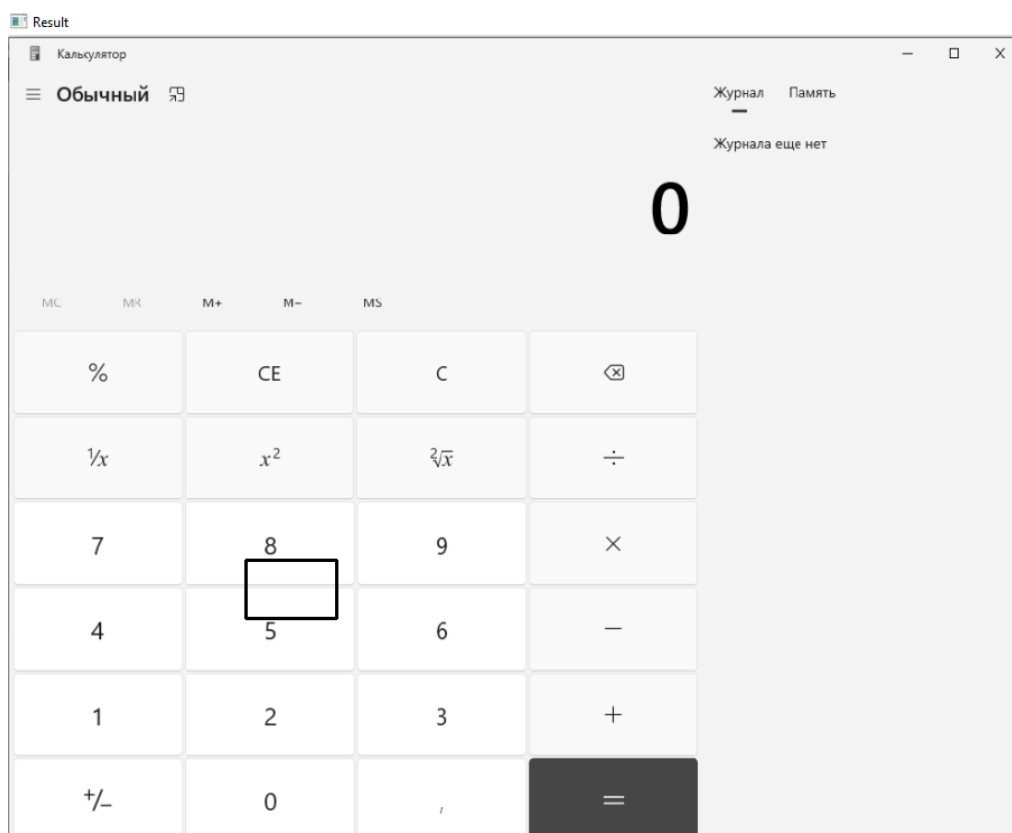 Result
Калькулятор
Обычный
Журнал Память
Журнала еще нет
0
MC MR M+ M− MS
% CE C
¹/x x² ²√x ÷
7 8 9 ×
4 5 6 −
1 2 3 +
+/− 0 , =